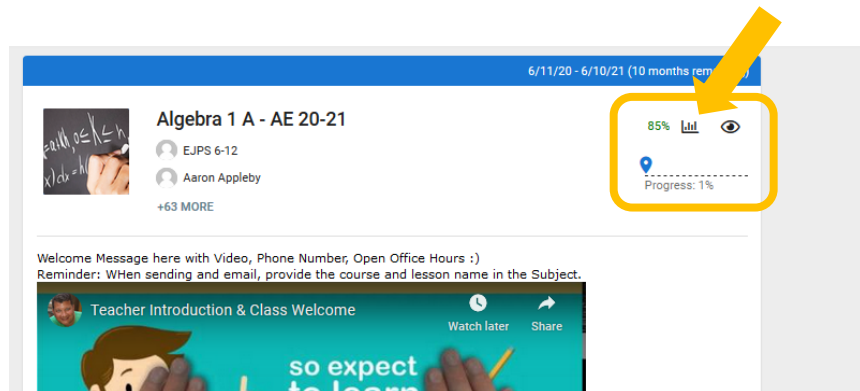 6/11/20 - 6/10/21 (10 months
Algebra 1 A - AE 20-21
85%
EJPS 6-12
Aaron Appleby
Progress: 1%
+63 MORE
Welcome Message here with Video, Phone Number, Open Office Hours :)
Reminder: WHen sending and email, provide the course and lesson name in the Subject.
Teacher Introduction & Class Welcome
Watch later
Share
so expect
to learn